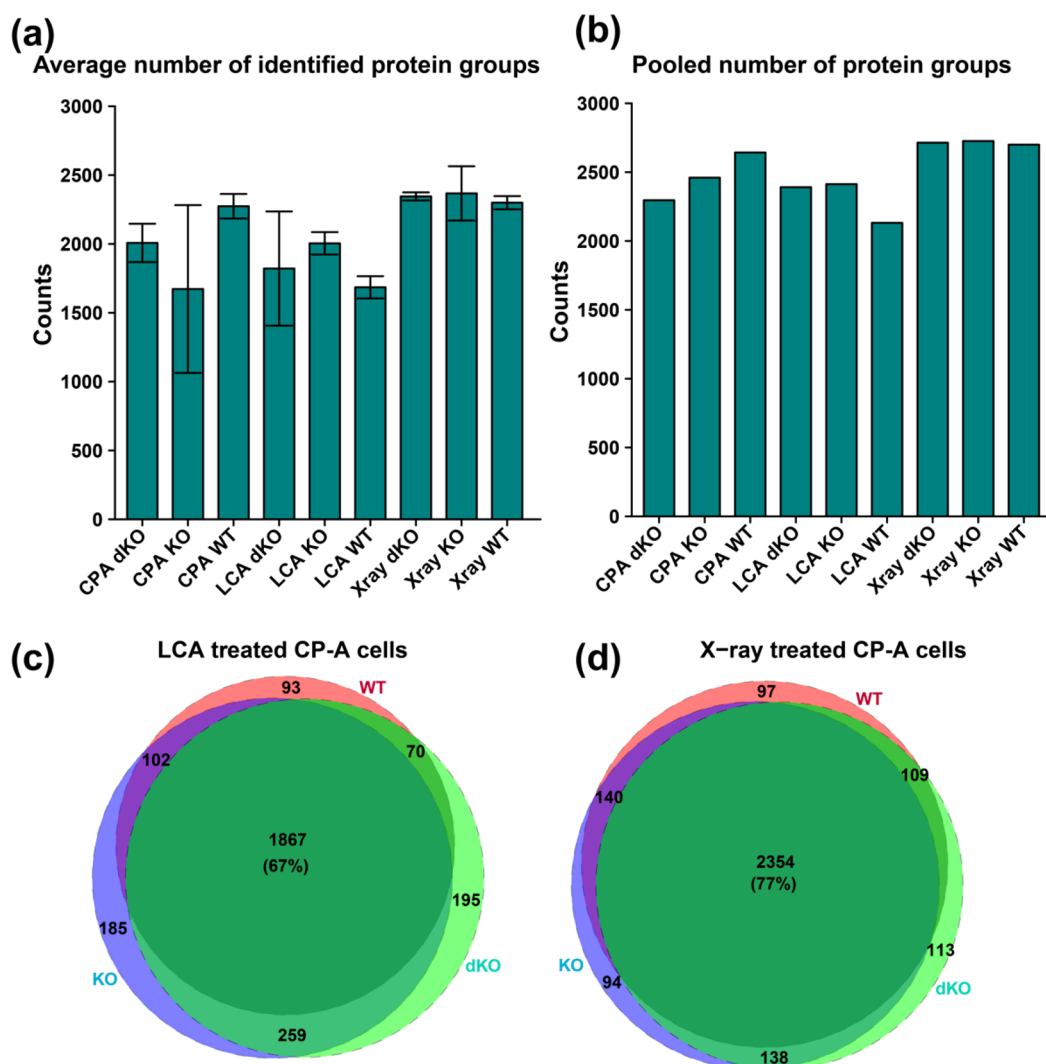 (a)
Average number of identified protein groups
3000
2500
2000
1500
1000
500
0
Counts
CPA dKO
CPA KO
CPA WT
LCA dKO
LCA KO
LCA WT
Xray dKO
Xray KO
Xray WT
(b)
Pooled number of protein groups
3000
2500
2000
1500
1000
500
0
Counts
CPA dKO
CPA KO
CPA WT
LCA dKO
LCA KO
LCA WT
Xray dKO
Xray KO
Xray WT
(c)
LCA treated CP-A cells
93
WT
102
70
1867
(67%)
195
185
KO
dKO
259
(d)
X−ray treated CP-A cells
97
WT
109
140
2354
(77%)
113
KO
94
dKO
138